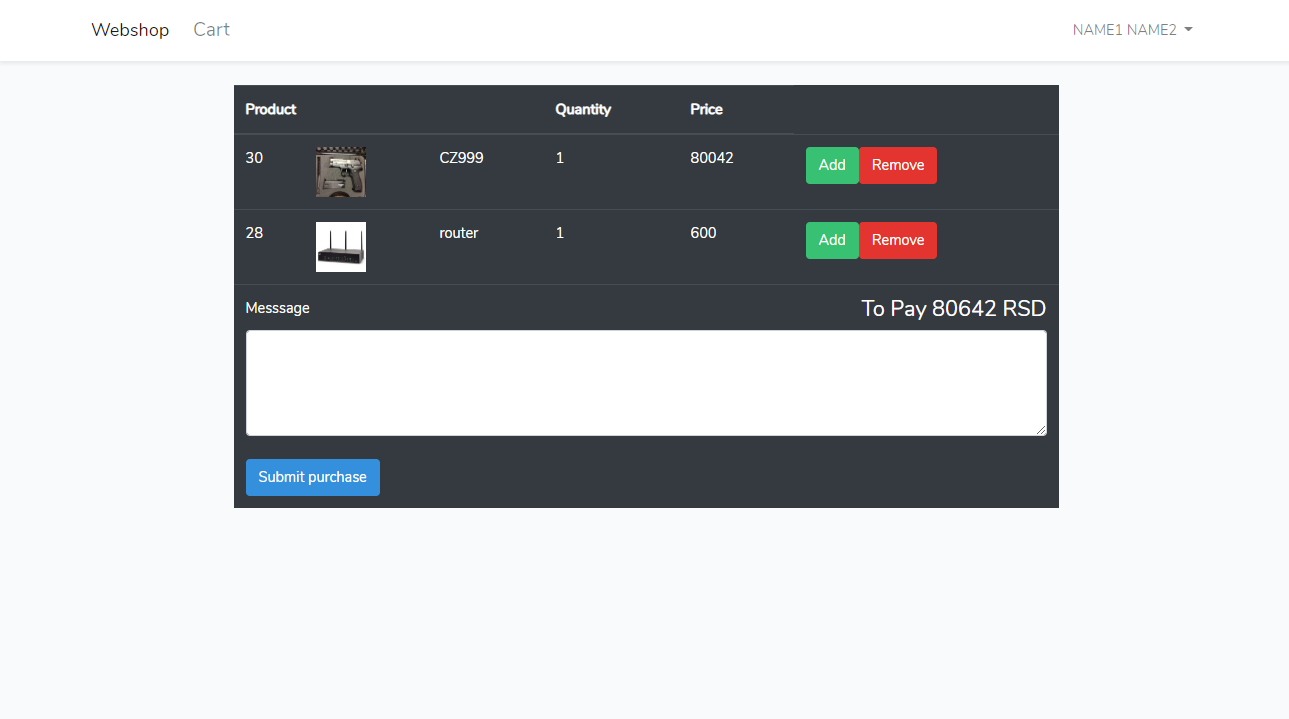 Webshop Cart NAME1 NAME2
Product Quantity Price
30 CZ999 1 80042 Add Remove
28 router 1 600 Add Remove
Messsage To Pay 80642 RSD
Submit purchase